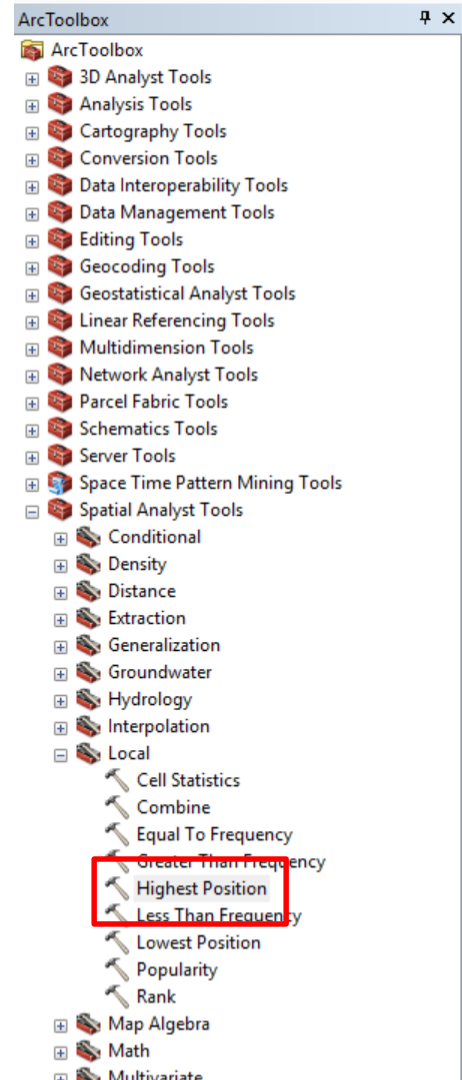 ArcToolbox
ArcToolbox
3D Analyst Tools
Analysis Tools
Cartography Tools
Conversion Tools
Data Interoperability Tools
Data Management Tools
Editing Tools
Geocoding Tools
Geostatistical Analyst Tools
Linear Referencing Tools
Multidimension Tools
Network Analyst Tools
Parcel Fabric Tools
Schematics Tools
Server Tools
Space Time Pattern Mining Tools
Spatial Analyst Tools
Conditional
Density
Distance
Extraction
Generalization
Groundwater
Hydrology
Interpolation
Local
Cell Statistics
Combine
Equal To Frequency
Greater Than Frequency
Highest Position
Less Than Frequency
Lowest Position
Popularity
Rank
Map Algebra
Math
Multivariate